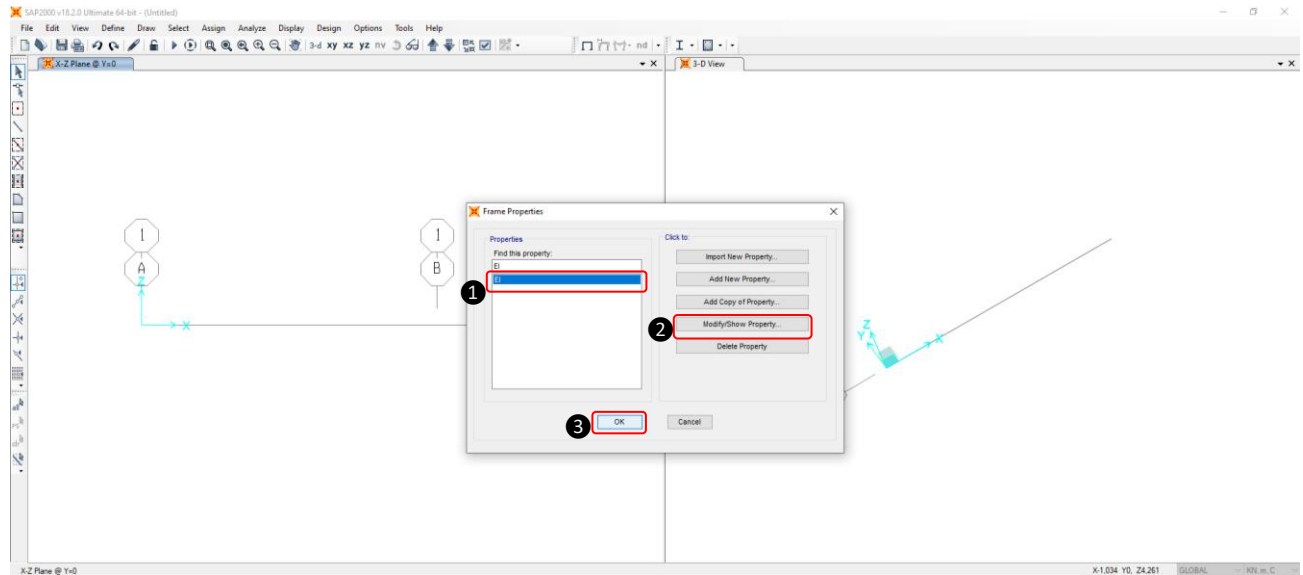 SAP2000 v18.2.0 Ultimate 64-bit - (Untitled)
File Edit View Define Draw Select Assign Analyze Display Design Options Tools Help
3-d xy xz yz nv
nd
X-Z Plane @ Y=0
3-D View
1
A
Z
X
1
B
Frame Properties
Properties
Find this property:
EI
EI
Click to:
Import New Property...
Add New Property...
Add Copy of Property...
Modify/Show Property...
Delete Property
OK
Cancel
1
2
3
Z
Y
X
X-Z Plane @ Y=0
X-1,034 Y0, Z4,261
GLOBAL
KN, m, C